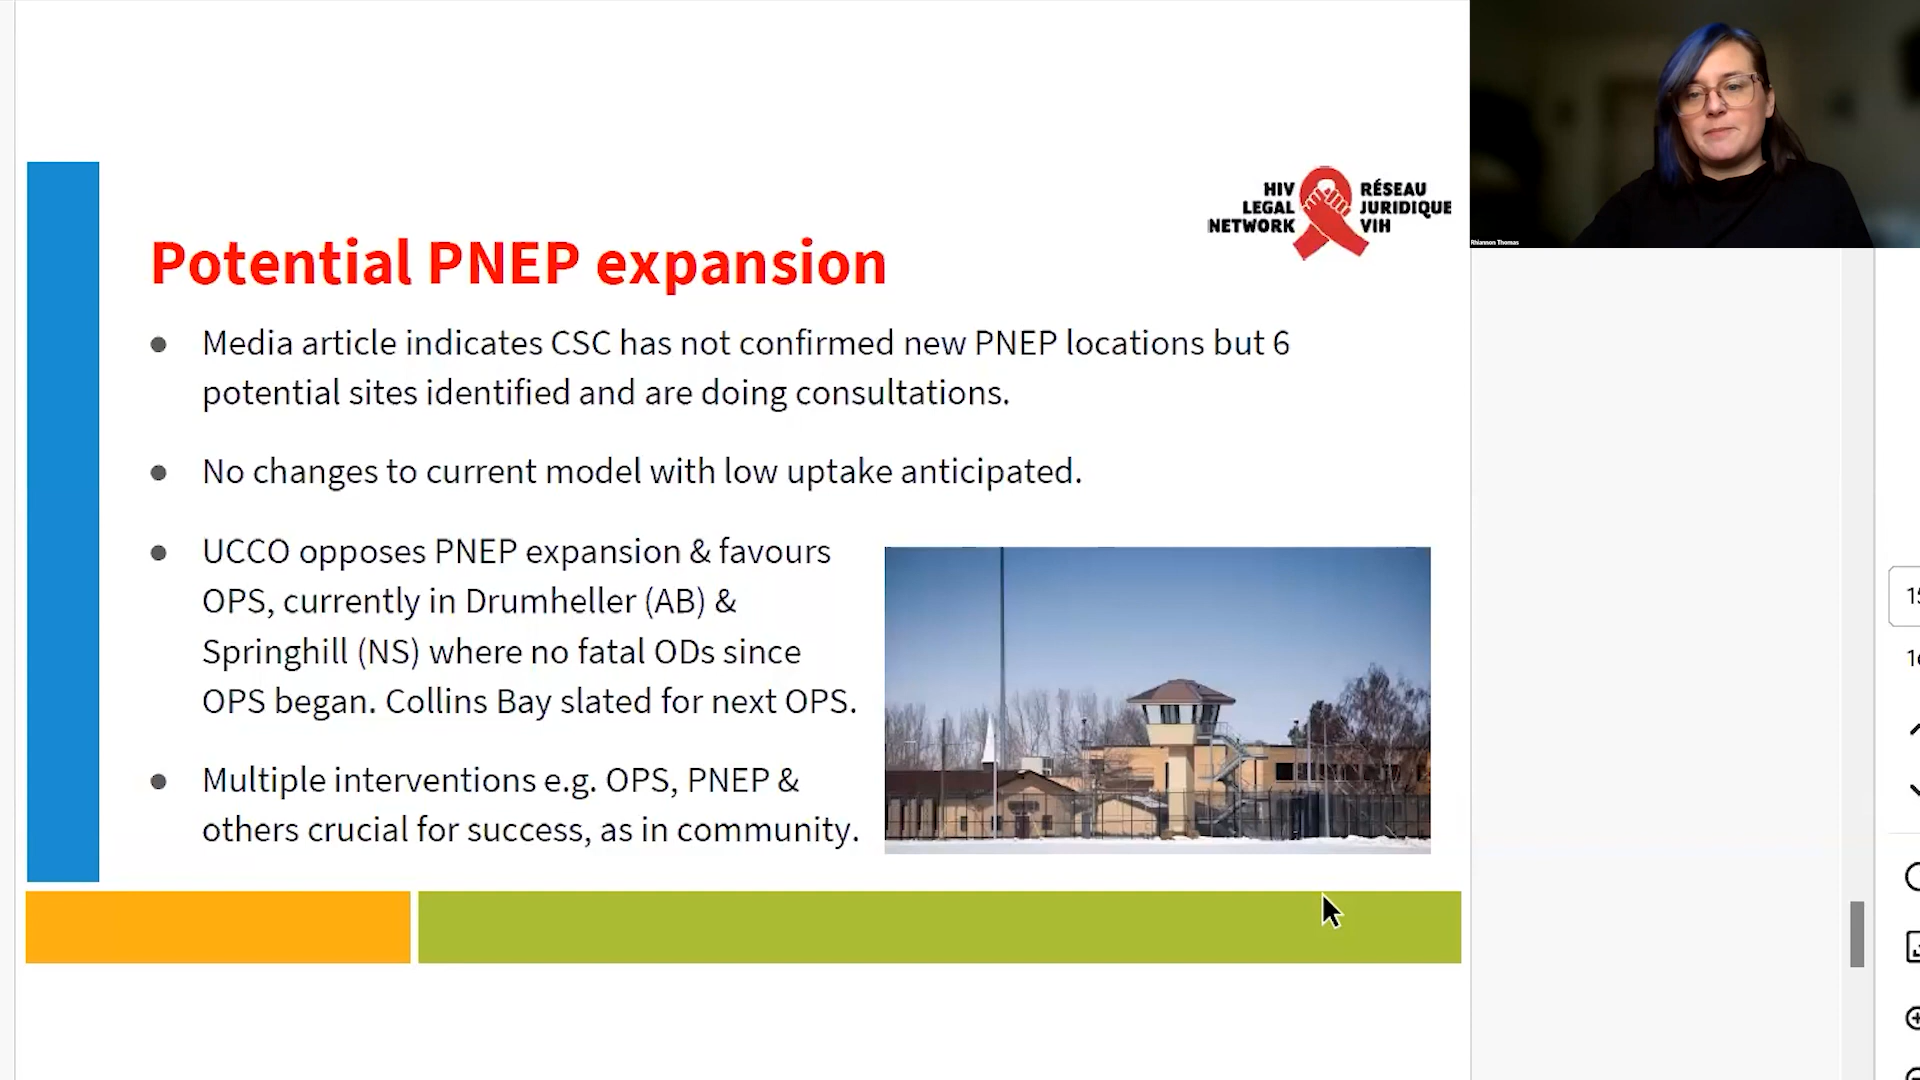 HIV
LEGAL
NETWORK
RÉSEAU
JURIDIQUE
VIH
Rhiannon Thomas
Potential PNEP expansion
Media article indicates CSC has not confirmed new PNEP locations but 6
potential sites identified and are doing consultations.
No changes to current model with low uptake anticipated.
UCCO opposes PNEP expansion & favours
OPS, currently in Drumheller (AB) &
Springhill (NS) where no fatal ODs since
OPS began. Collins Bay slated for next OPS.
Multiple interventions e.g. OPS, PNEP &
others crucial for success, as in community.